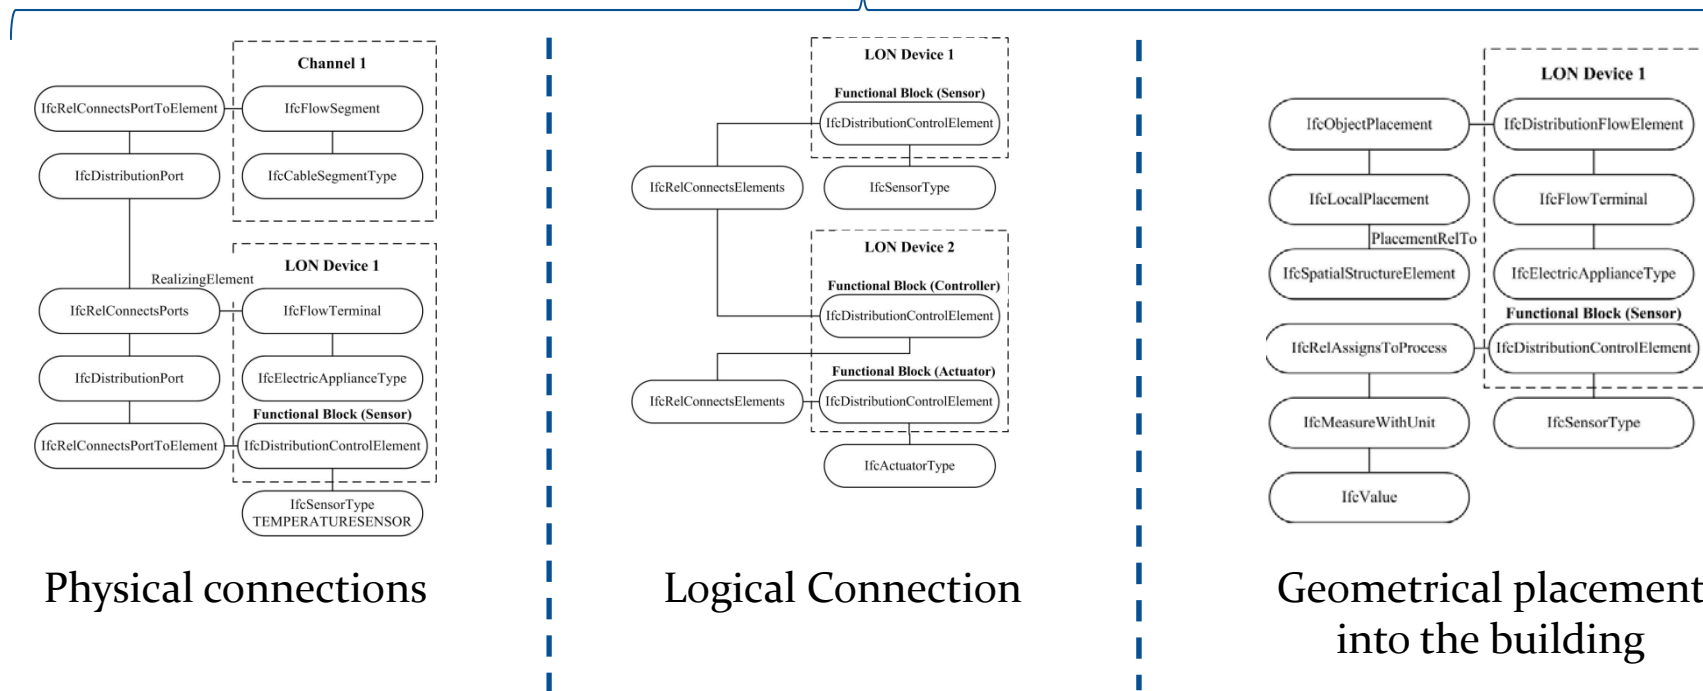 Channel 1
IfcRelConnectsPortToElement
IfcFlowSegment
IfcDistributionPort
IfcCableSegmentType
LON Device 1
RealizingElement
IfcRelConnectsPorts
IfcFlowTerminal
IfcDistributionPort
IfcElectricApplianceType
Functional Block (Sensor)
IfcRelConnectsPortToElement
IfcDistributionControlElement
IfcSensorType
TEMPERATURESENSOR
Physical connections
LON Device 1
Functional Block (Sensor)
IfcDistributionControlElement
IfcRelConnectsElements
IfcSensorType
LON Device 2
Functional Block (Controller)
IfcDistributionControlElement
Functional Block (Actuator)
IfcRelConnectsElements
IfcDistributionControlElement
IfcActuatorType
Logical Connection
LON Device 1
IfcObjectPlacement
IfcDistributionFlowElement
IfcLocalPlacement
IfcFlowTerminal
PlacementRelTo
IfcSpatialStructureElement
IfcElectricApplianceType
Functional Block (Sensor)
IfcRelAssignsToProcess
IfcDistributionControlElement
IfcMeasureWithUnit
IfcSensorType
IfcValue
Geometrical placement
into the building